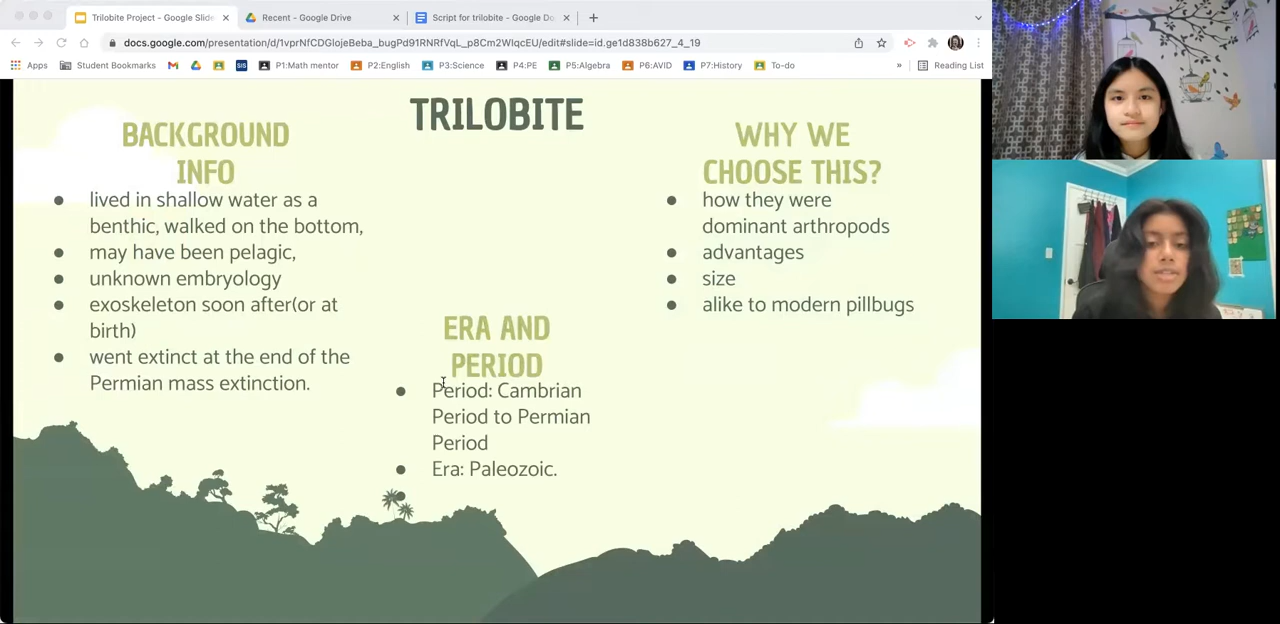 Trilobite Project - Google Slide
Recent - Google Drive
Script for trilobite - Google Do
docs.google.com/presentation/d/1vprNfCDGlojeBeba_bugPd91RNRfVqL_p8Cm2WlqcEU/edit#slide=id.ge1d838b627_4_19
Apps
Student Bookmarks
SIS
P1:Math mentor
P2:English
P3:Science
P4:PE
P5:Algebra
P6:AVID
P7:History
To-do
»
Reading List
TRILOBITE
BACKGROUND
INFO
lived in shallow water as a
benthic, walked on the bottom,
may have been pelagic,
unknown embryology
exoskeleton soon after(or at
birth)
went extinct at the end of the
Permian mass extinction.
ERA AND
PERIOD
Period: Cambrian
Period to Permian
Period
Era: Paleozoic.
WHY WE
CHOOSE THIS?
how they were
dominant arthropods
advantages
size
alike to modern pillbugs